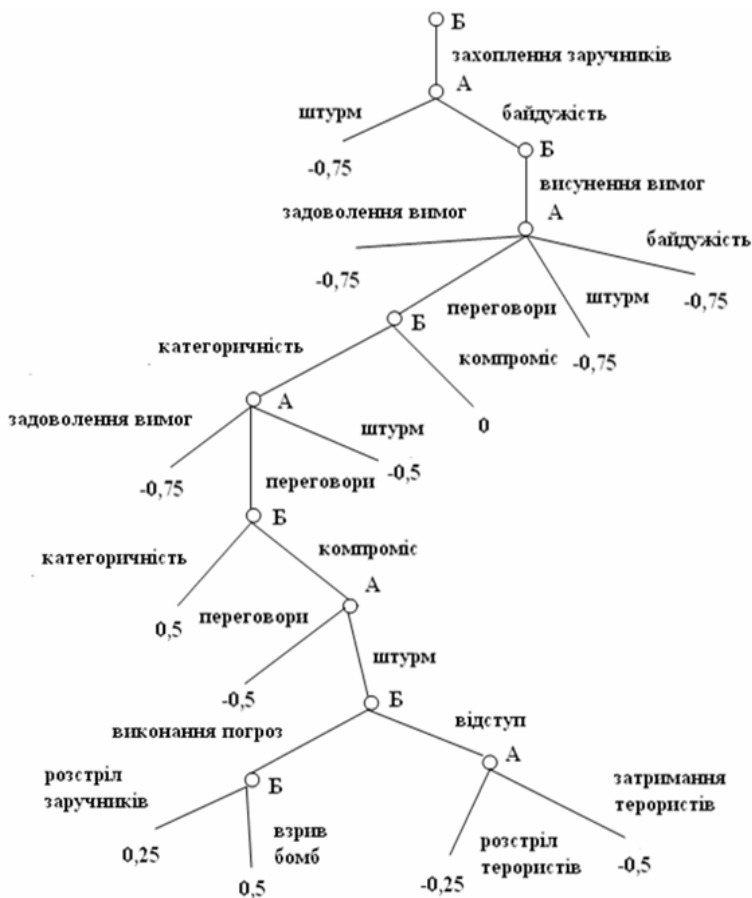 Б
захоплення заручників
А
штурм
байдужість
Б
-0,75
висунення вимог
задоволення вимог
А
байдужість
-0,75
переговори
штурм
-0,75
Б
категоричність
компроміс
-0,75
А
0
задоволення вимог
штурм
-0,75
переговори
-0,5
Б
категоричність
компроміс
А
0,5
переговори
штурм
-0,5
Б
виконання погроз
відступ
А
розстріл
заручників
Б
затримання
терористів
0,25
взрив
бомб
0,5
розстріл
терористів
-0,25
-0,5